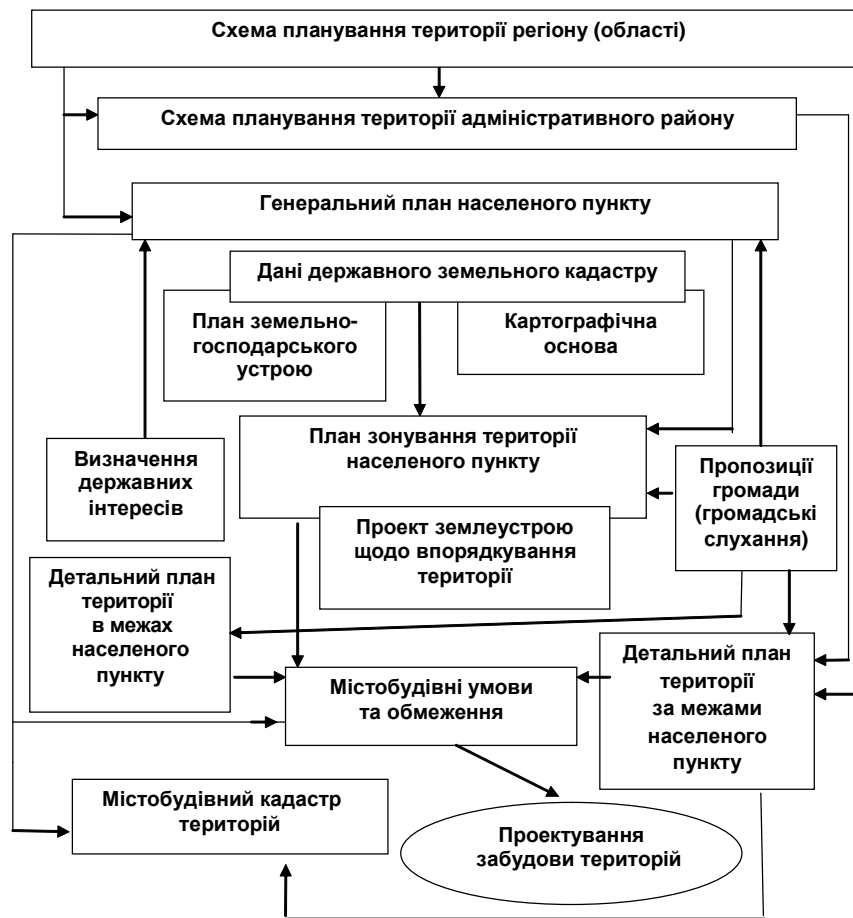 Схема планування території регіону (області)
Схема планування території адміністративного району
Генеральний план населеного пункту
Дані державного земельного кадастру
План земельно-
господарського
устрою
Картографічна
основа
План зонування території
населеного пункту
Визначення
державних
інтересів
Пропозиції
громади
(громадські
слухання)
Проект землеустрою
щодо впорядкування
території
Детальний план
території
в межах
населеного
пункту
Детальний план
території
за межами
населеного
пункту
Містобудівні умови
та обмеження
Містобудівний кадастр
територій
Проектування
забудови територій